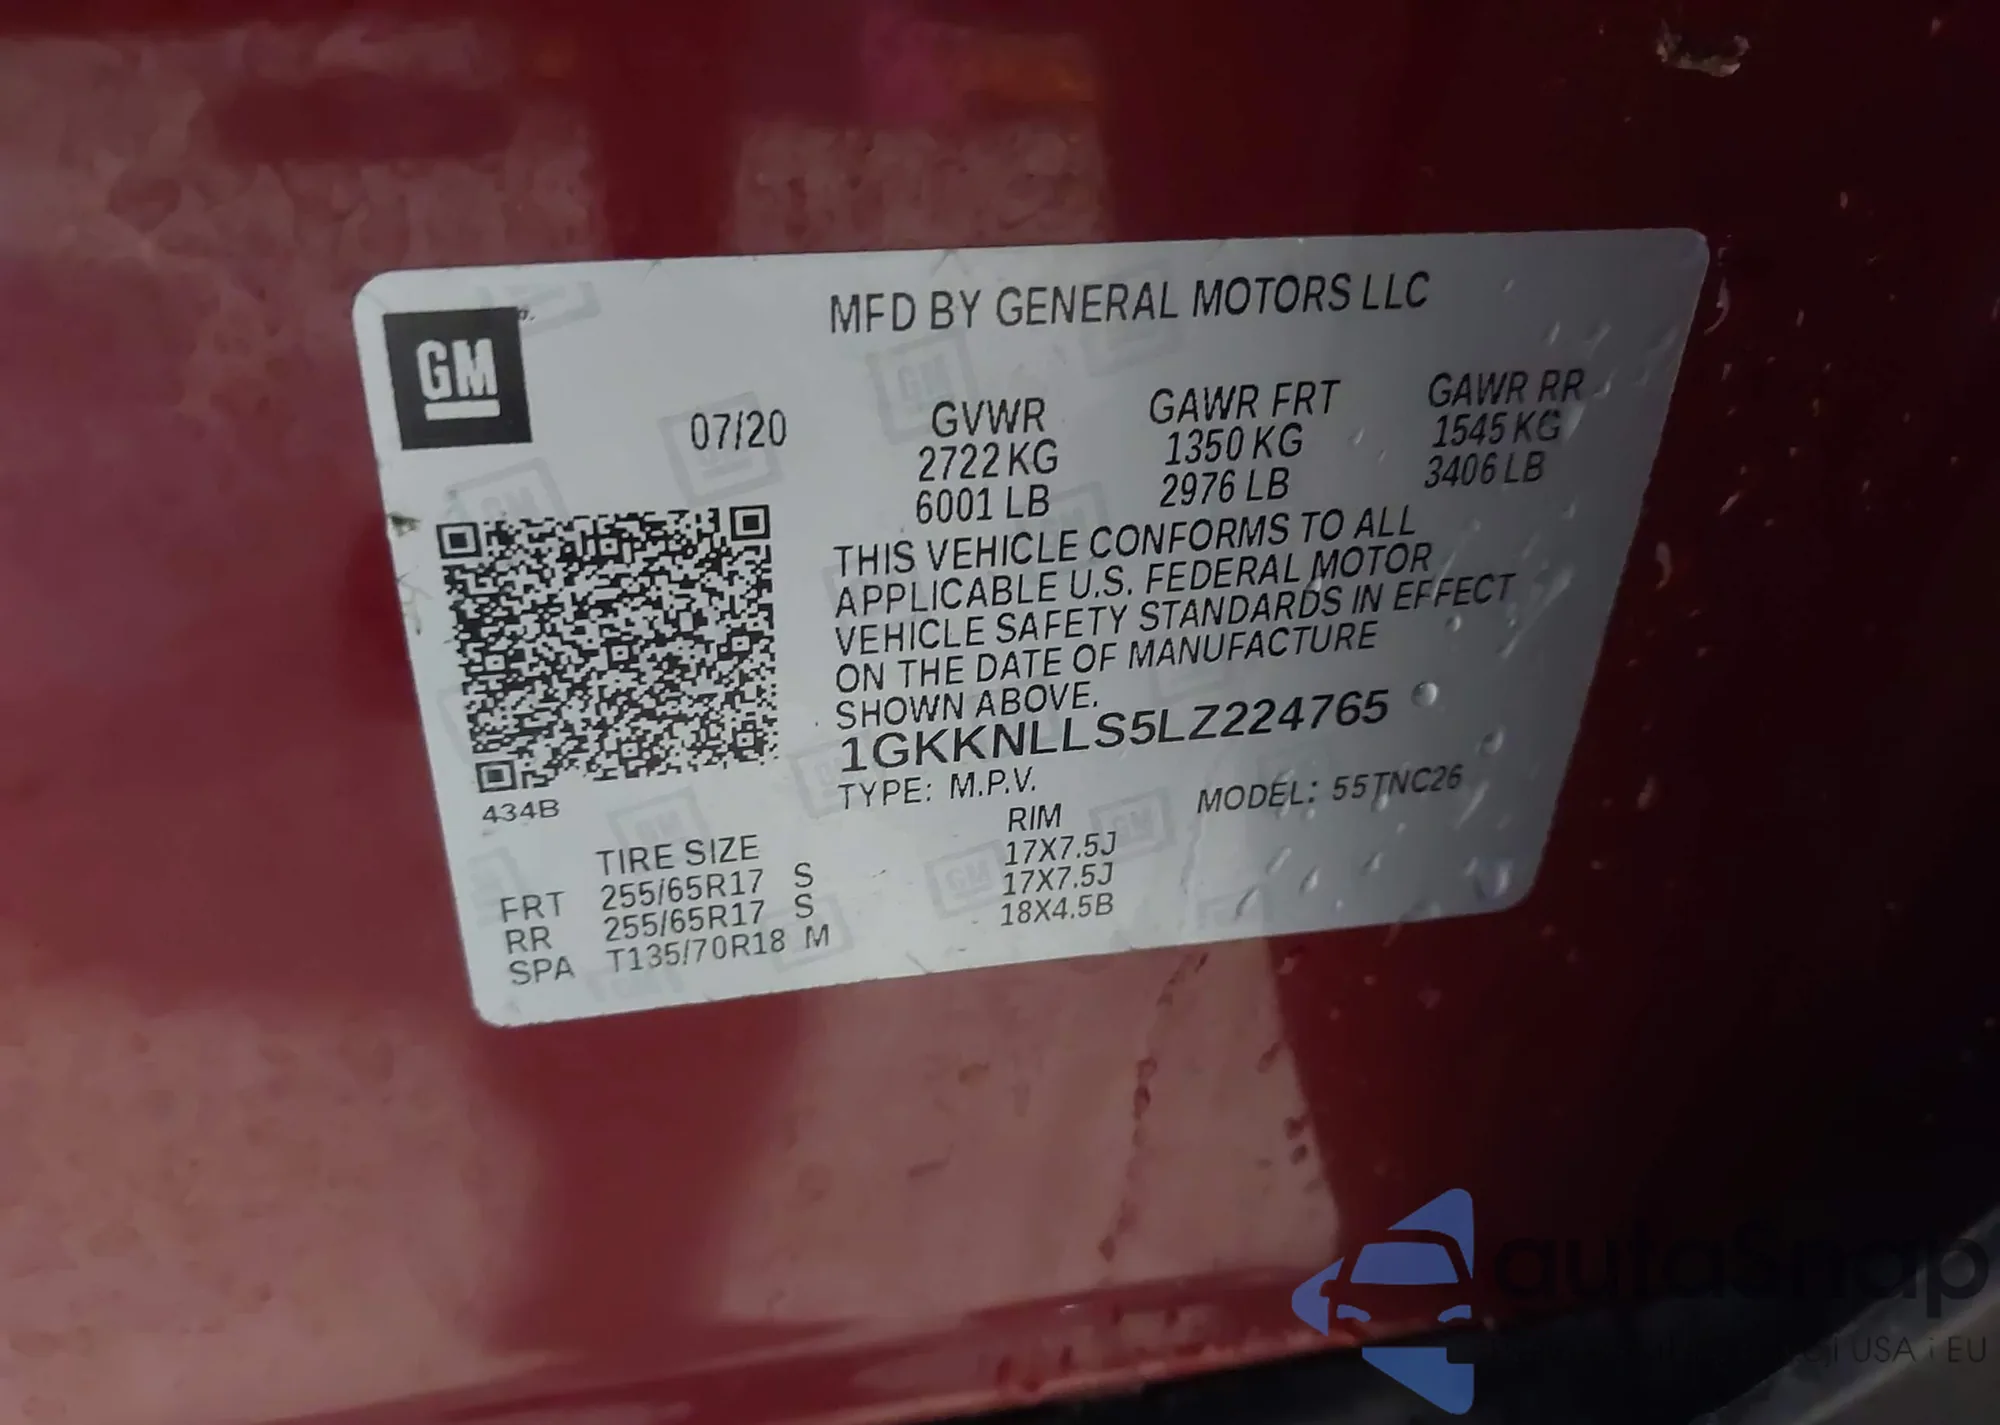 MFD BY GENERAL MOTORS LLC
GM
07/20
GVWR GAWR FRT GAWR RR
2722 KG 1350 KG 1545 KG
6001 LB 2976 LB 3406 LB
THIS VEHICLE CONFORMS TO ALL
APPLICABLE U.S. FEDERAL MOTOR
VEHICLE SAFETY STANDARDS IN EFFECT
ON THE DATE OF MANUFACTURE
SHOWN ABOVE.
1GKKNLLS5LZ224765
TYPE: M.P.V. MODEL: 55TNC26
434B
TIRE SIZE RIM
FRT 255/65R17 S 17X7.5J
RR 255/65R17 S 17X7.5J
SPA T135/70R18 M 18X4.5B
autaSnap
USA i EU